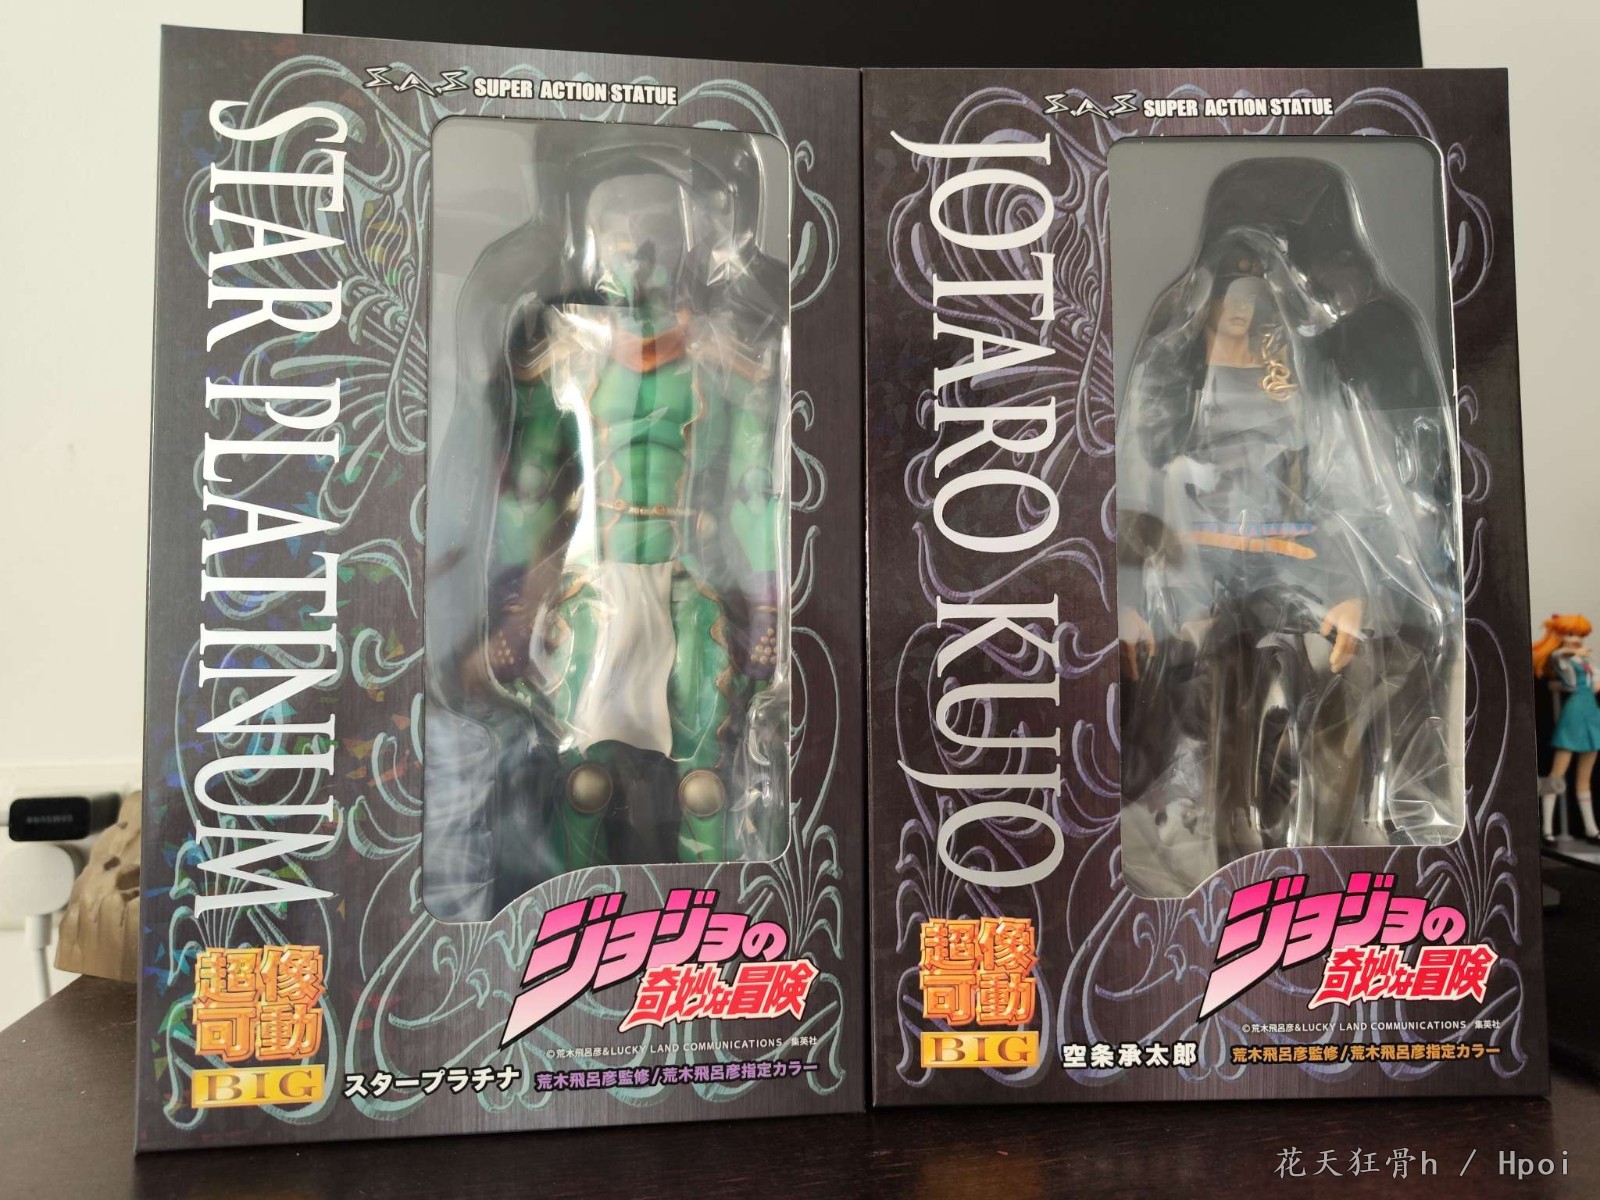 S.A.S SUPER ACTION STATUE
STAR PLATINUM
ジョジョの
奇妙な冒険
©荒木飛呂彦&LUCKY LAND COMMUNICATIONS/集英社
超像
可動
BIG
スタープラチナ
荒木飛呂彦監修/荒木飛呂彦指定カラー
S.A.S SUPER ACTION STATUE
JOTARO KUJO
ジョジョの
奇妙な冒険
©荒木飛呂彦&LUCKY LAND COMMUNICATIONS/集英社
超像
可動
BIG
空条承太郎
荒木飛呂彦監修/荒木飛呂彦指定カラー
花天狂骨h / Hpoi